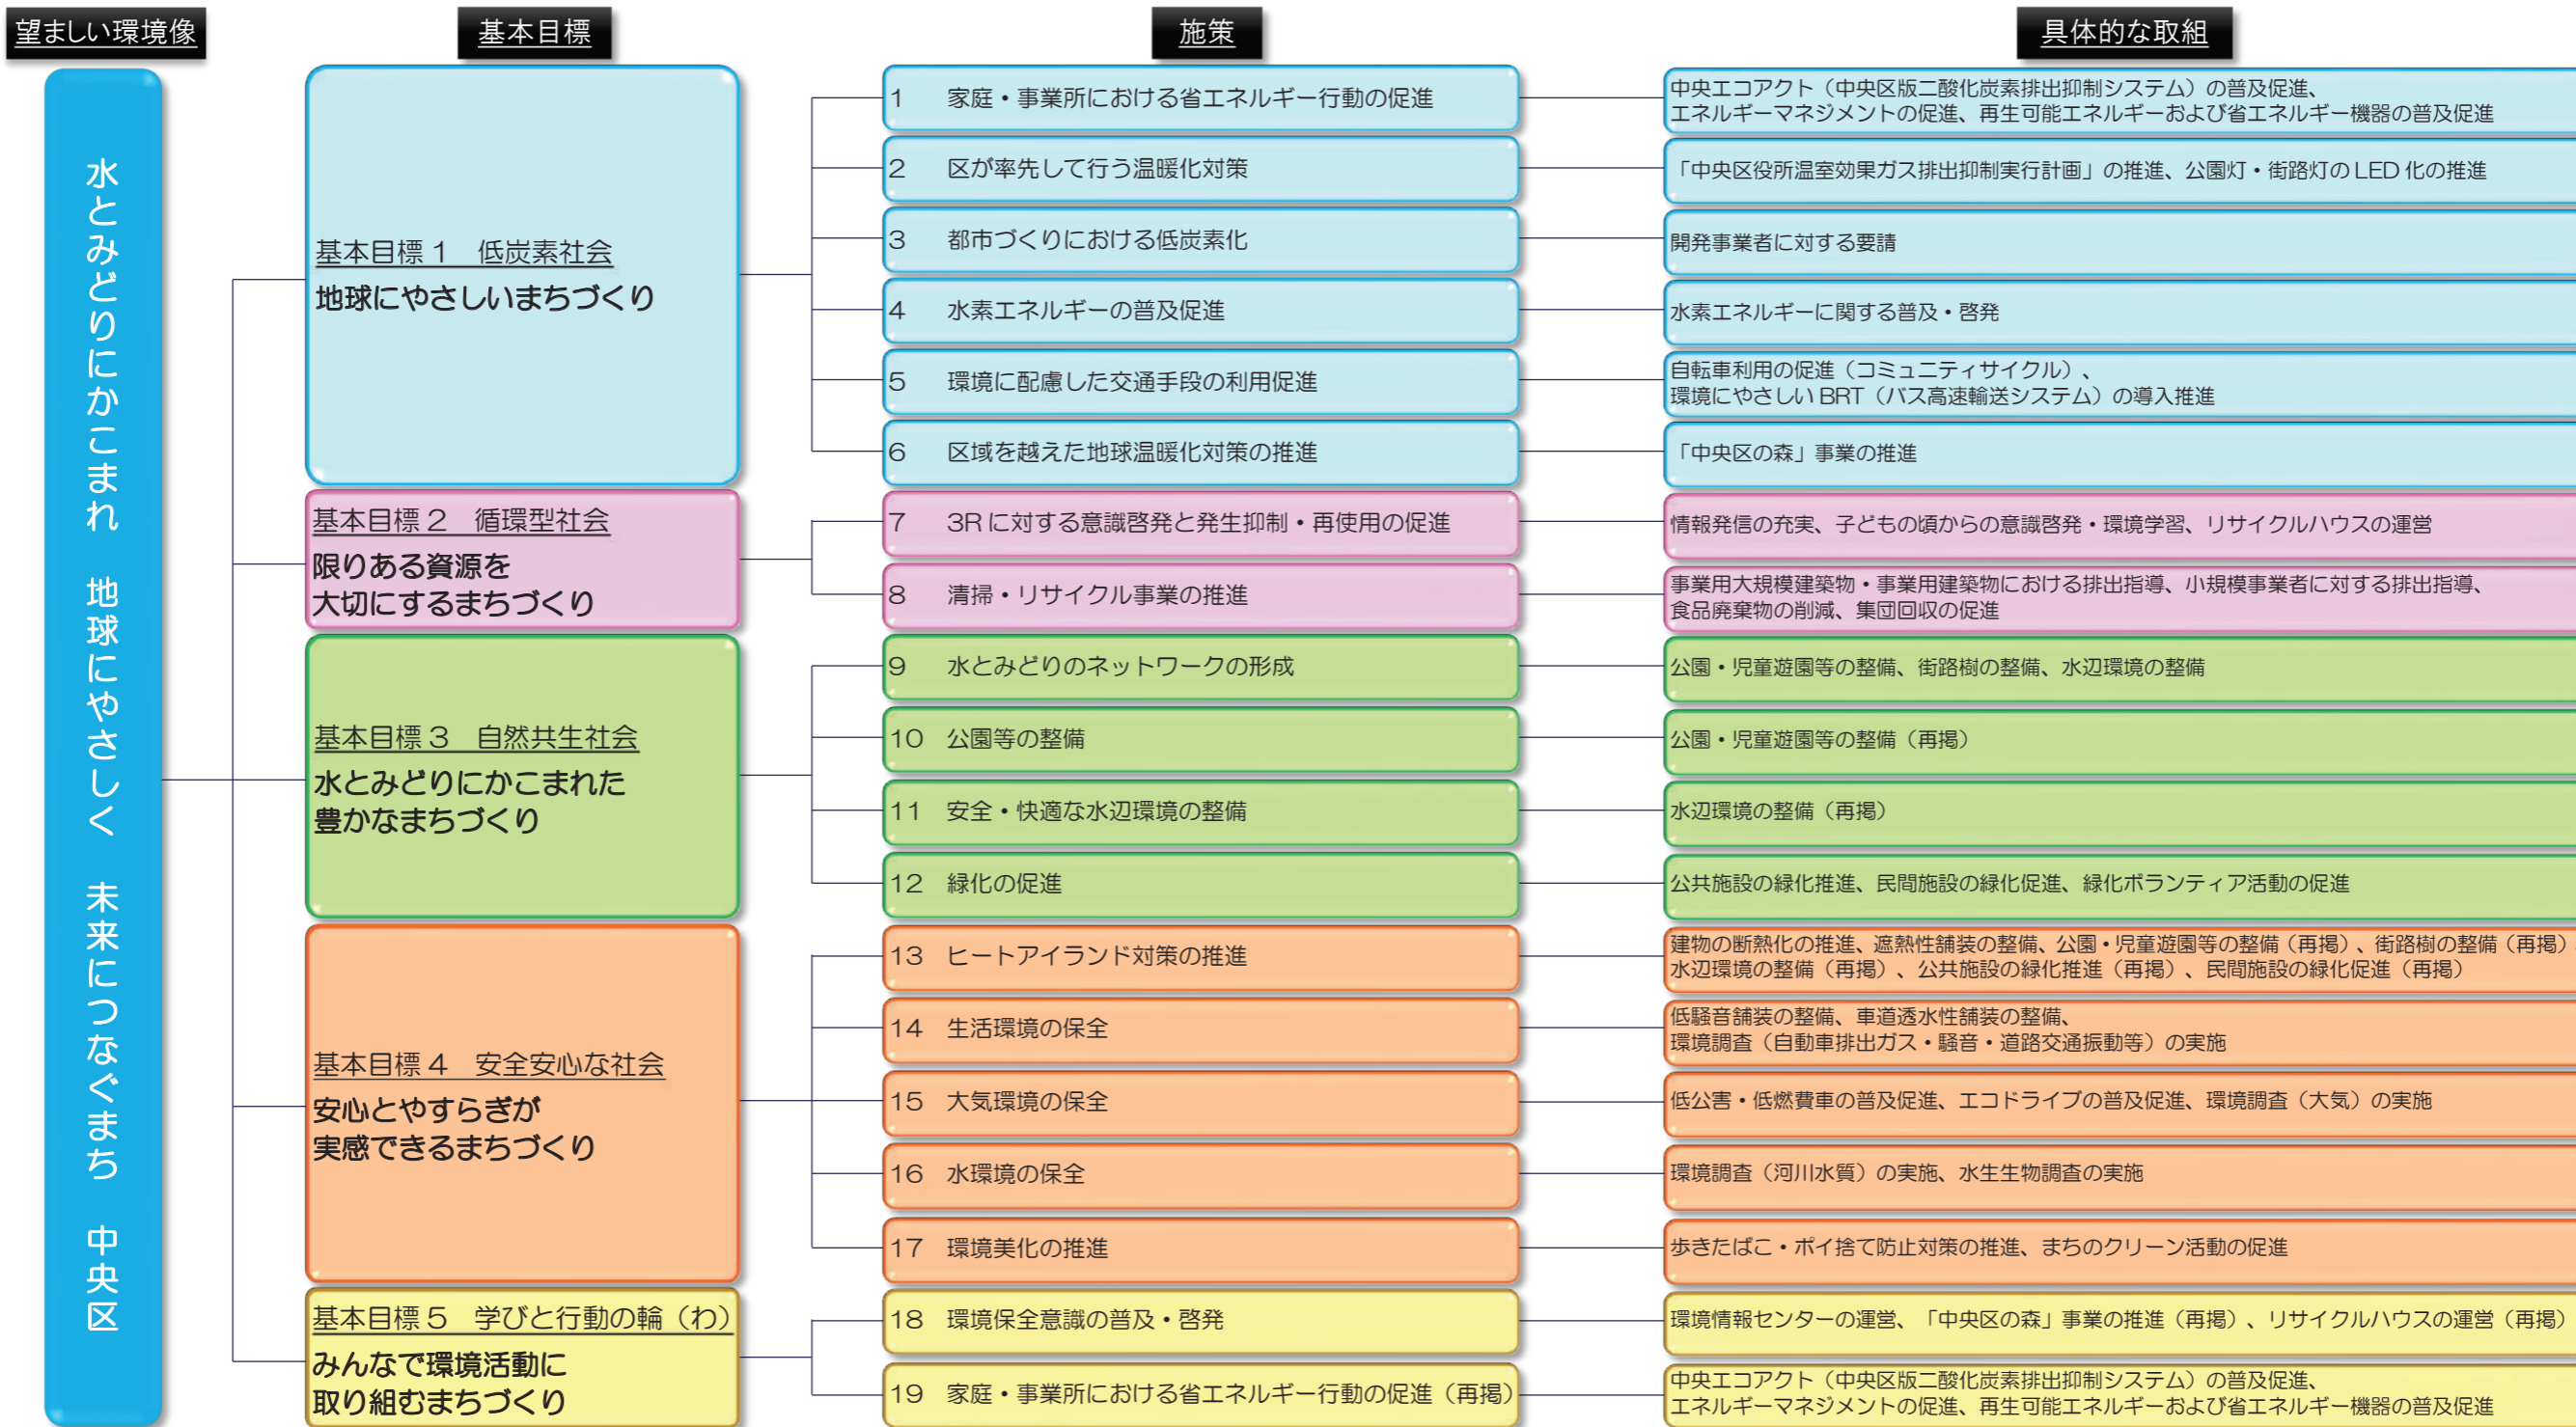 望ましい環境像
基本目標
施策
具体的な取組
水とみどりにかこまれ　地球にやさしく　未来につなぐまち　中央区
基本目標 1　低炭素社会
地球にやさしいまちづくり
1　家庭・事業所における省エネルギー行動の促進
中央エコアクト（中央区版二酸化炭素排出抑制システム）の普及促進、
エネルギーマネジメントの促進、再生可能エネルギーおよび省エネルギー機器の普及促進
2　区が率先して行う温暖化対策
「中央区役所温室効果ガス排出抑制実行計画」の推進、公園灯・街路灯の LED 化の推進
3　都市づくりにおける低炭素化
開発事業者に対する要請
4　水素エネルギーの普及促進
水素エネルギーに関する普及・啓発
5　環境に配慮した交通手段の利用促進
自転車利用の促進（コミュニティサイクル）、
環境にやさしい BRT（バス高速輸送システム）の導入推進
6　区域を越えた地球温暖化対策の推進
「中央区の森」事業の推進
基本目標 2　循環型社会
限りある資源を
大切にするまちづくり
7　3R に対する意識啓発と発生抑制・再使用の促進
情報発信の充実、子どもの頃からの意識啓発・環境学習、リサイクルハウスの運営
8　清掃・リサイクル事業の推進
事業用大規模建築物・事業用建築物における排出指導、小規模事業者に対する排出指導、
食品廃棄物の削減、集団回収の促進
基本目標 3　自然共生社会
水とみどりにかこまれた
豊かなまちづくり
9　水とみどりのネットワークの形成
公園・児童遊園等の整備、街路樹の整備、水辺環境の整備
10　公園等の整備
公園・児童遊園等の整備（再掲）
11　安全・快適な水辺環境の整備
水辺環境の整備（再掲）
12　緑化の促進
公共施設の緑化推進、民間施設の緑化促進、緑化ボランティア活動の促進
基本目標 4　安全安心な社会
安心とやすらぎが
実感できるまちづくり
13　ヒートアイランド対策の推進
建物の断熱化の推進、遮熱性舗装の整備、公園・児童遊園等の整備（再掲）、街路樹の整備（再掲）、
水辺環境の整備（再掲）、公共施設の緑化推進（再掲）、民間施設の緑化促進（再掲）
14　生活環境の保全
低騒音舗装の整備、車道透水性舗装の整備、
環境調査（自動車排出ガス・騒音・道路交通振動等）の実施
15　大気環境の保全
低公害・低燃費車の普及促進、エコドライブの普及促進、環境調査（大気）の実施
16　水環境の保全
環境調査（河川水質）の実施、水生生物調査の実施
17　環境美化の推進
歩きたばこ・ポイ捨て防止対策の推進、まちのクリーン活動の促進
基本目標 5　学びと行動の輪（わ）
みんなで環境活動に
取り組むまちづくり
18　環境保全意識の普及・啓発
環境情報センターの運営、「中央区の森」事業の推進（再掲）、リサイクルハウスの運営（再掲）
19　家庭・事業所における省エネルギー行動の促進（再掲）
中央エコアクト（中央区版二酸化炭素排出抑制システム）の普及促進、
エネルギーマネジメントの促進、再生可能エネルギーおよび省エネルギー機器の普及促進